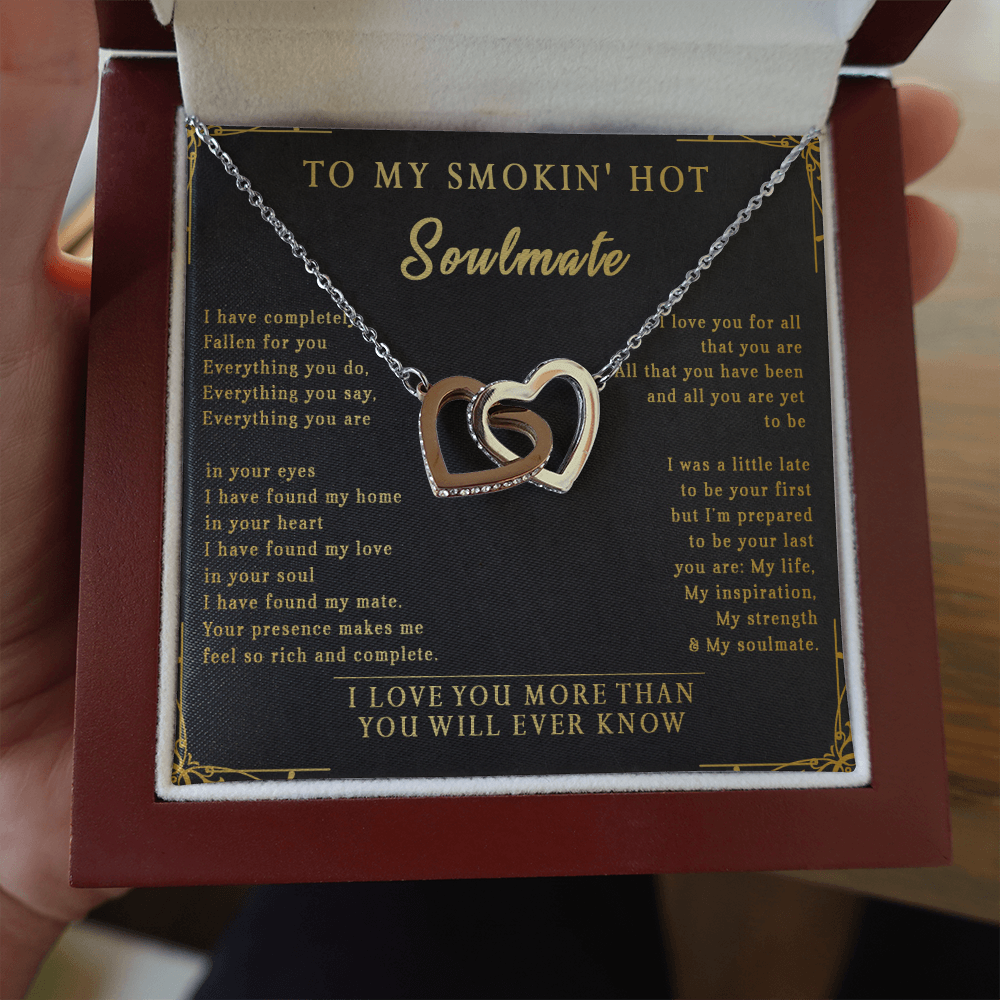 TO MY SMOKIN' HOT
Soulmate
I have completely
Fallen for you
Everything you do,
Everything you say,
Everything you are
in your eyes
I have found my home
in your heart
I have found my love
in your soul
I have found my mate.
Your presence makes me
feel so rich and complete.
I love you for all
that you are
All that you have been
and all you are yet
to be
I was a little late
to be your first
but I'm prepared
to be your last
you are: My life,
My inspiration,
My strength
& My soulmate.
I LOVE YOU MORE THAN
YOU WILL EVER KNOW